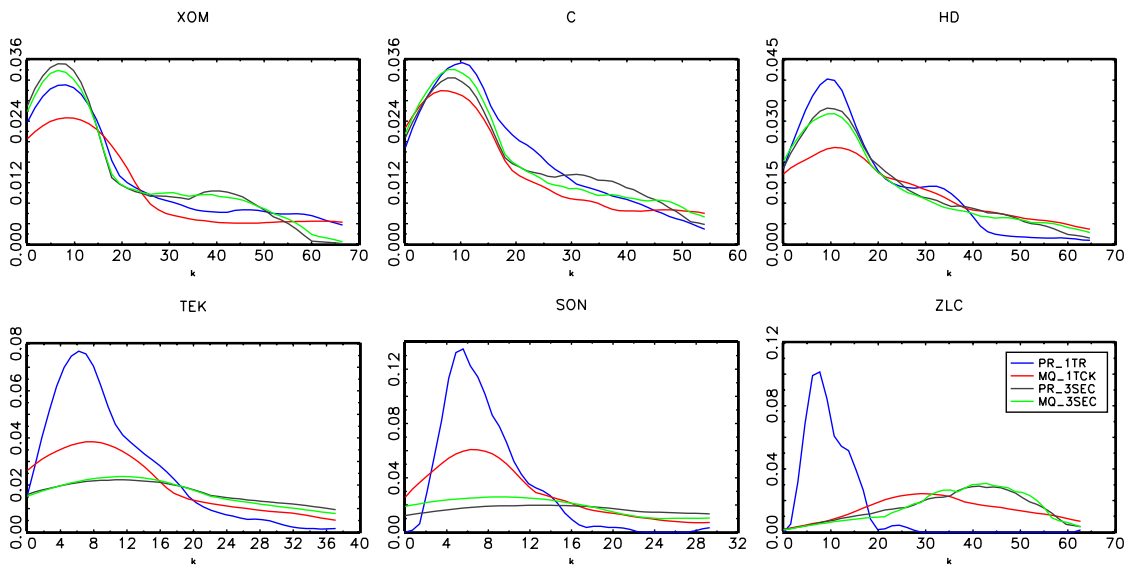 XOM
C
HD
0.036
0.024
0.012
0.000
0 10 20 30 40 50 60 70
k
0.036
0.024
0.012
0.000
0 10 20 30 40 50 60
k
0.045
0.030
0.015
0.000
0 10 20 30 40 50 60 70
k
TEK
SON
ZLC
0.08
0.06
0.04
0.02
0.00
0.0 4 8 12 16 20 24 28 32 36 40
k
0.12
0.08
0.04
0.00
0.0 4 8 12 16 20 24 28 32
k
0.12
0.08
0.04
0.00
0 10 20 30 40 50 60 70
k
PR_1TR
MQ_1TCK
PR_3SEC
MQ_3SEC